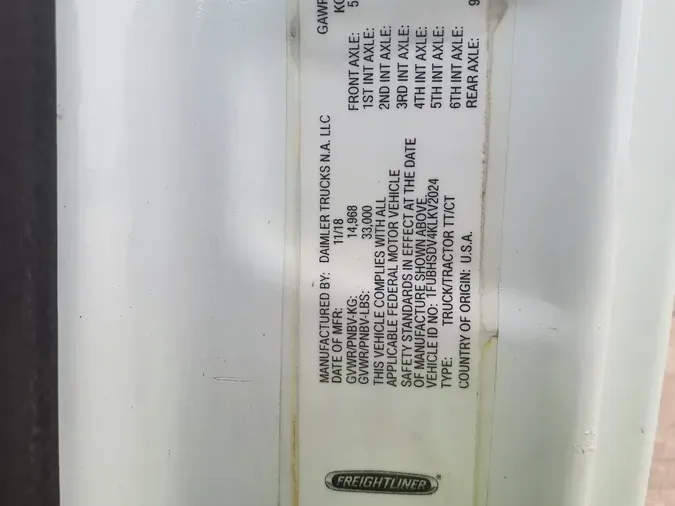 MANUFACTURED BY: DAIMLER TRUCKS N.A. LLC
DATE OF MFR: 11/18
GVWR/PNBV-KG: 14,968
GVWR/PNBV-LBS: 33,000
THIS VEHICLE COMPLIES WITH ALL
APPLICABLE FEDERAL MOTOR VEHICLE
SAFETY STANDARDS IN EFFECT AT THE DATE
OF MANUFACTURE SHOWN ABOVE.
VEHICLE ID NO: 1FUBHSDV4KLKV2024
TYPE: TRUCK/TRACTOR TT/CT
COUNTRY OF ORIGIN: U.S.A.
FRONT AXLE: 5
1ST INT AXLE:
2ND INT AXLE:
3RD INT AXLE:
4TH INT AXLE:
5TH INT AXLE:
6TH INT AXLE:
REAR AXLE: 9
FREIGHTLINER